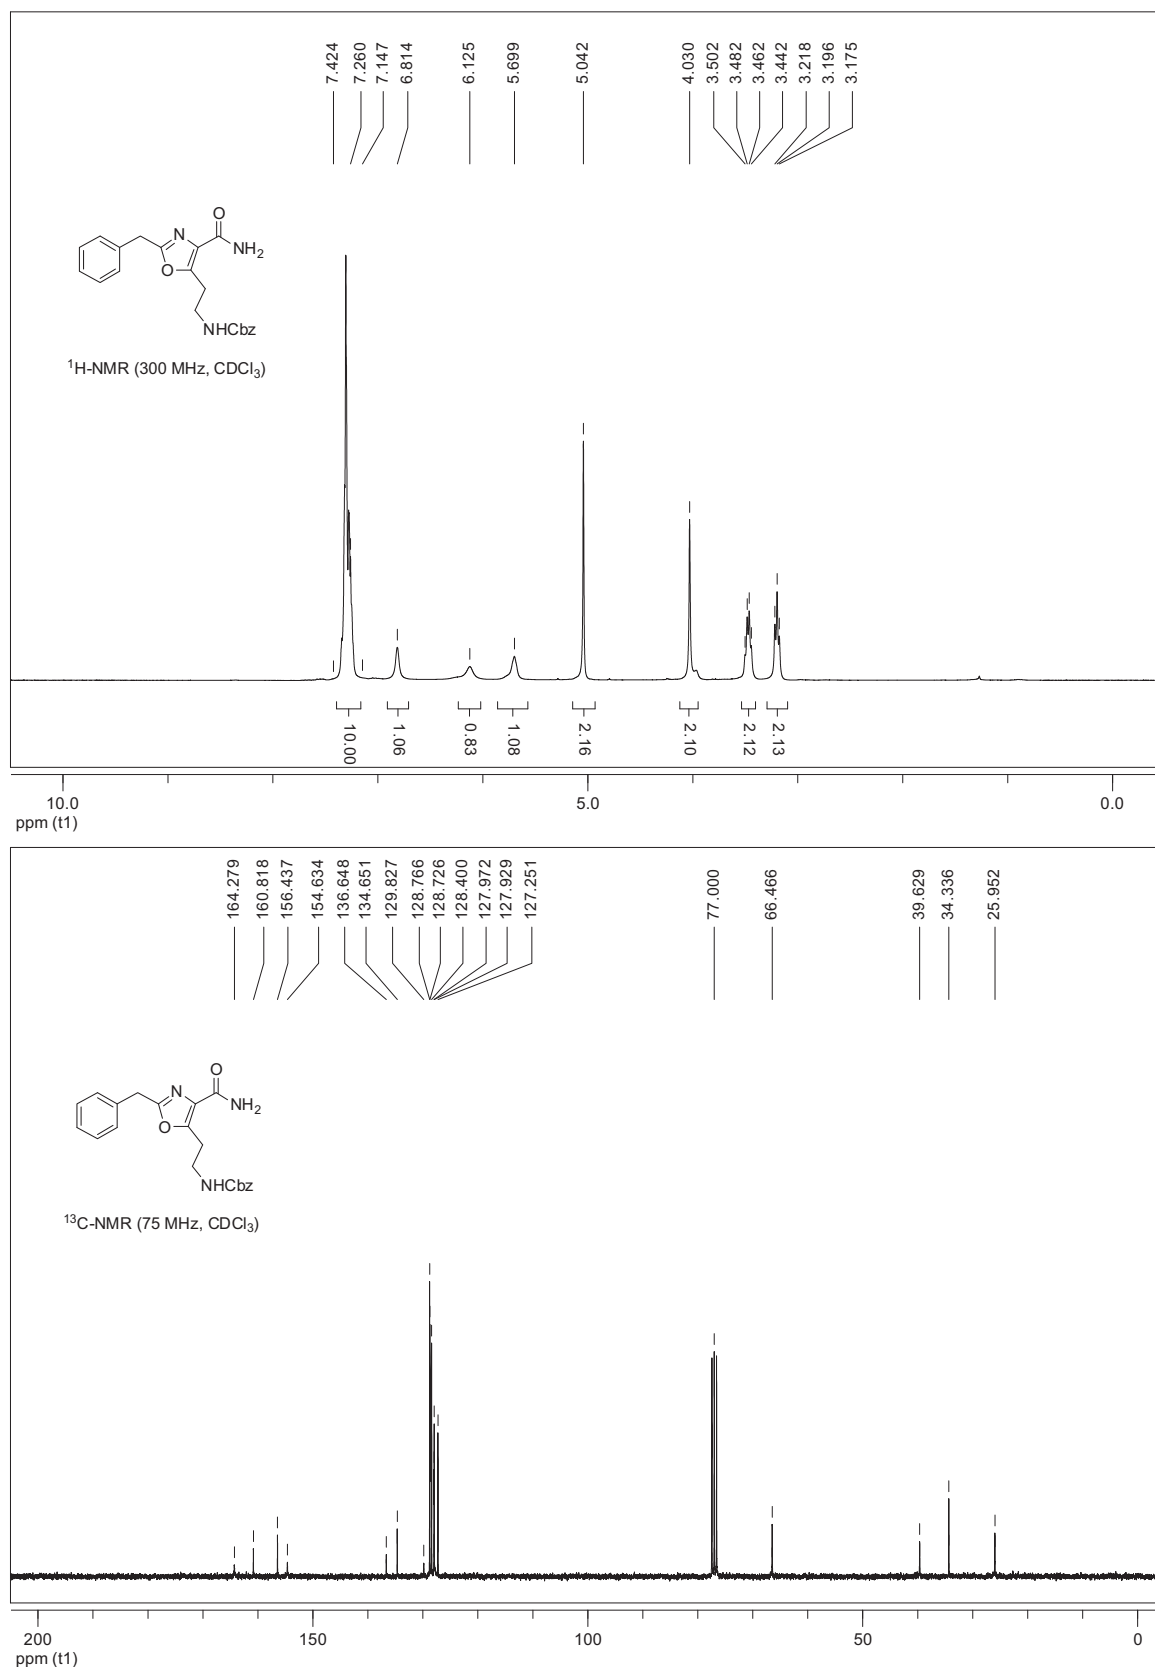 7.424
7.260
7.147
6.814
6.125
5.699
5.042
4.030
3.502
3.482
3.462
3.442
3.218
3.196
3.175
O
N
NH2
O
NHCbz
1H-NMR (300 MHz, CDCl3)
10.00
1.06
0.83
1.08
2.16
2.10
2.12
2.13
10.0 5.0 0.0
ppm (t1)
164.279
160.818
156.437
154.634
136.648
134.651
129.827
128.766
128.726
128.400
127.972
127.929
127.251
77.000
66.466
39.629
34.336
25.952
O
N
NH2
O
NHCbz
13C-NMR (75 MHz, CDCl3)
200 150 100 50 0
ppm (t1)